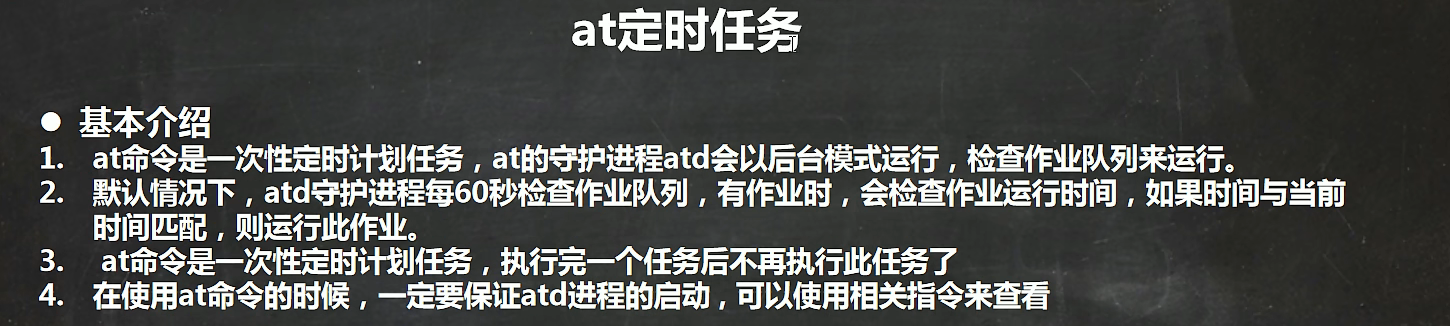 at定时任务
● 基本介绍
1. at命令是一次性定时计划任务，at的守护进程atd会以后台模式运行，检查作业队列来运行。
2. 默认情况下，atd守护进程每60秒检查作业队列，有作业时，会检查作业运行时间，如果时间与当前
时间匹配，则运行此作业。
3. at命令是一次性定时计划任务，执行完一个任务后不再执行此任务了
4. 在使用at命令的时候，一定要保证atd进程的启动，可以使用相关指令来查看